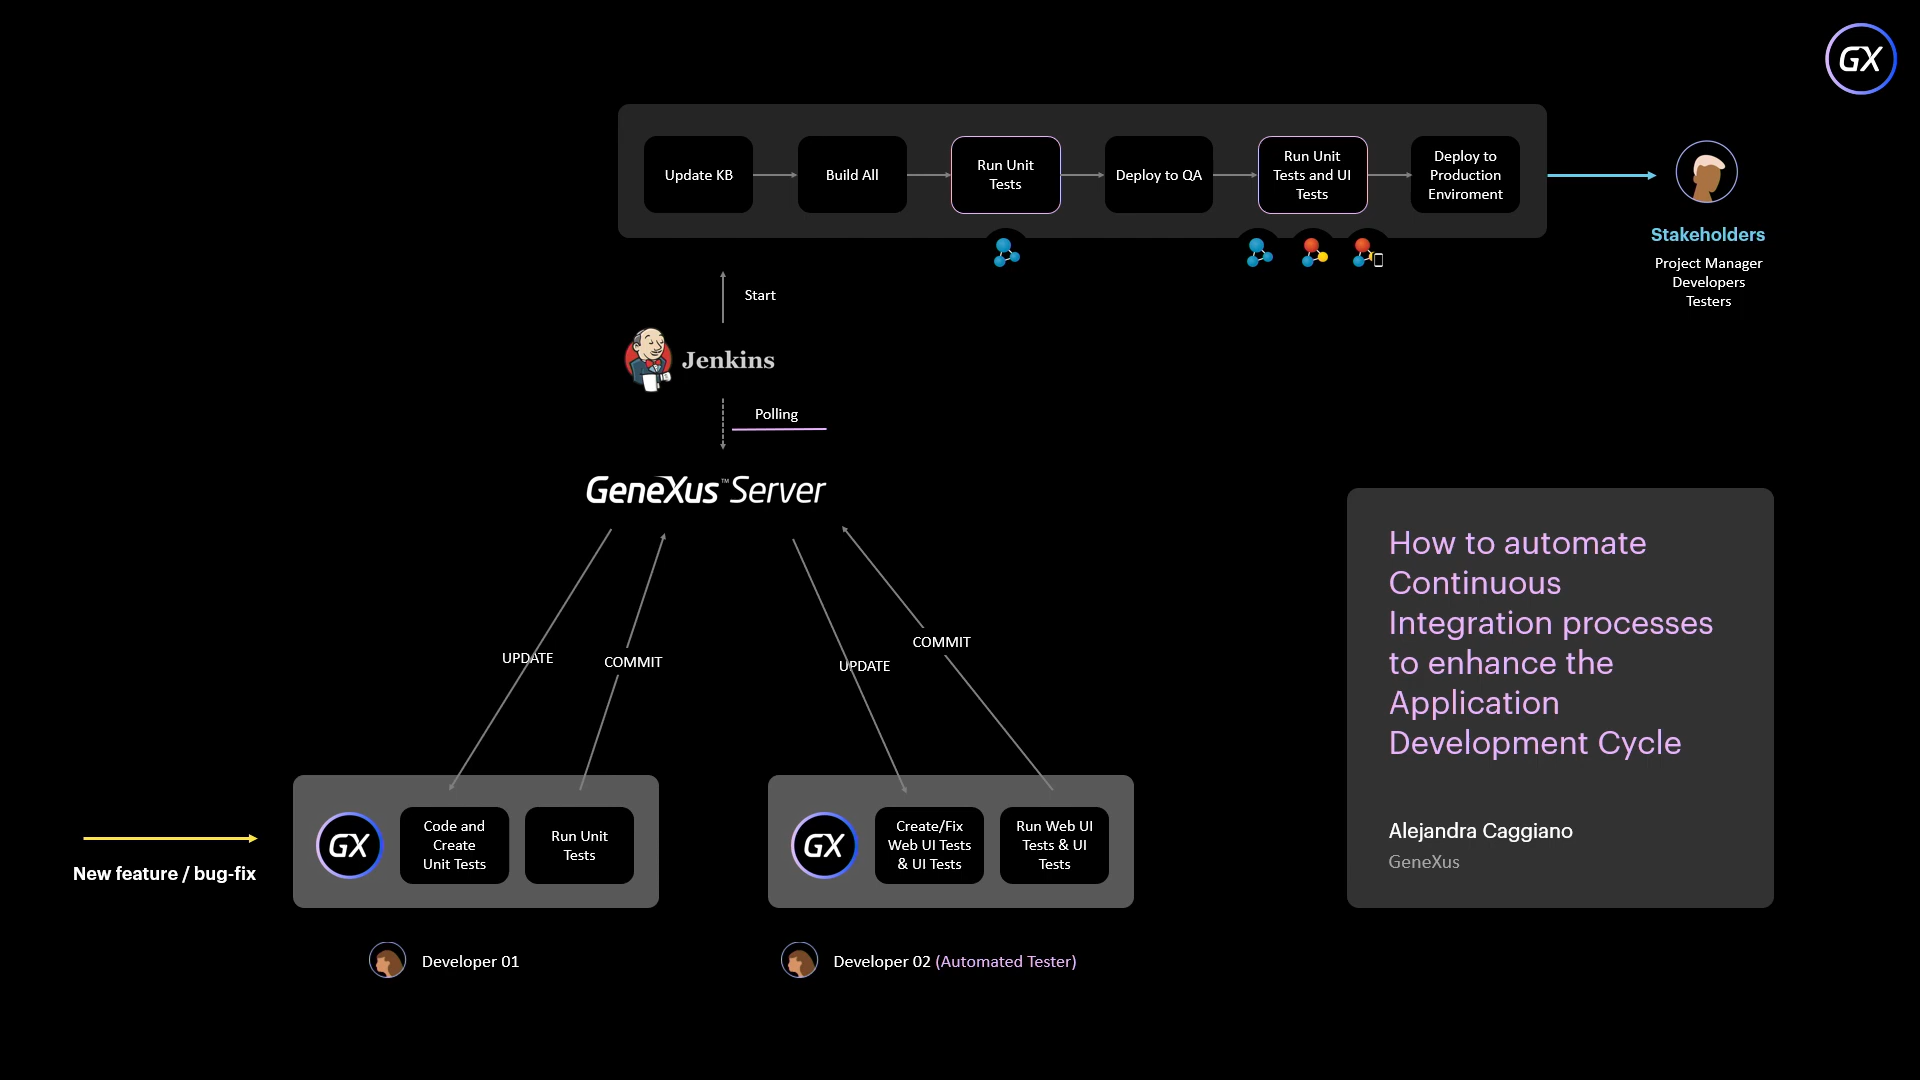 GX
Update KB
Build All
Run Unit
Tests
Deploy to QA
Run Unit
Tests and UI
Tests
Deploy to
Production
Enviroment
Stakeholders
Project Manager
Developers
Testers
Start
Jenkins
Polling
GeneXus™ Server
UPDATE
COMMIT
UPDATE
COMMIT
How to automate
Continuous
Integration processes
to enhance the
Application
Development Cycle
Alejandra Caggiano
GeneXus
New feature / bug-fix
GX
Code and
Create
Unit Tests
Run Unit
Tests
GX
Create/Fix
Web UI Tests
& UI Tests
Run Web UI
Tests & UI
Tests
Developer 01
Developer 02 (Automated Tester)